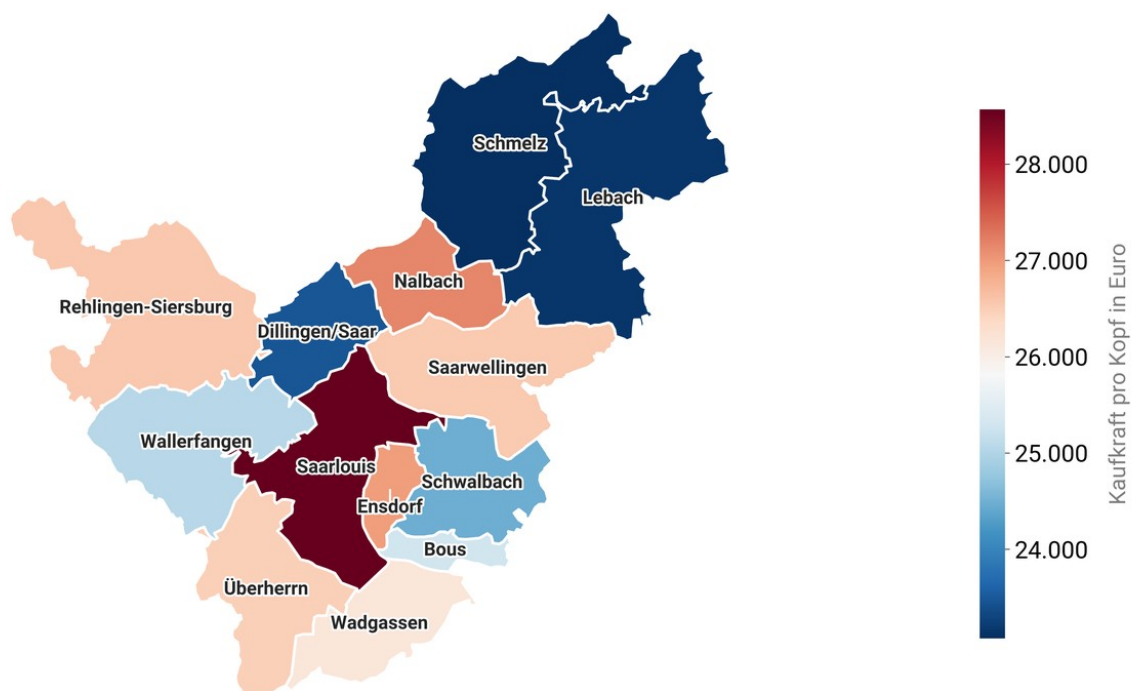 Schmelz
Lebach
Nalbach
Rehlingen-Siersburg
Dillingen/Saar
Saarwellingen
Wallerfangen
Saarlouis
Schwalbach
Ensdorf
Bous
Überherrn
Wadgassen
28.000
27.000
26.000
25.000
24.000
Kaufkraft pro Kopf in Euro